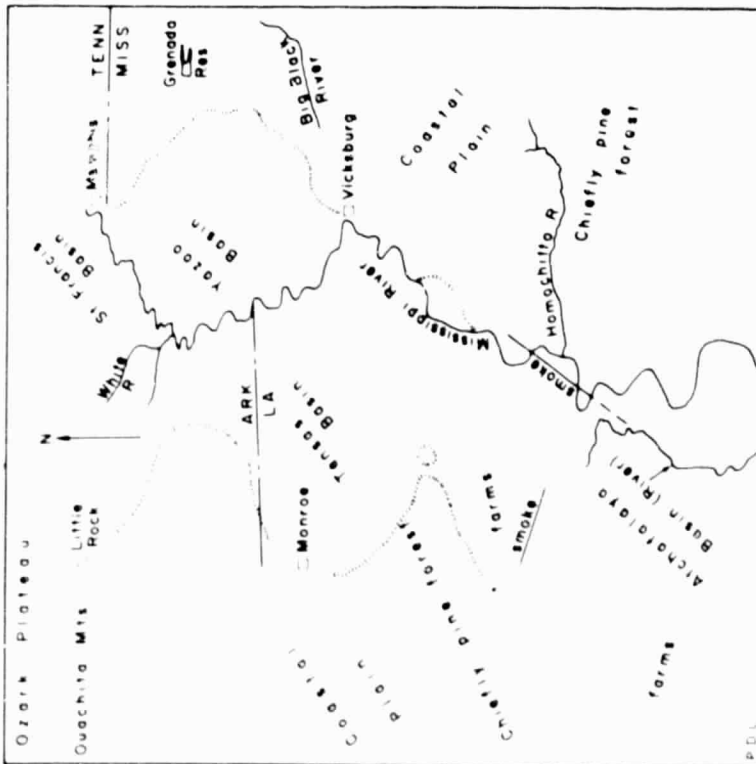 Ozark Plateau
Ouachita Mts
Little
Rock
N
White
R
St Francis
Basin
Memphis
TENN
MISS
Grenada
Res
Yazoo
Basin
Big Black
River
Vicksburg
ARK
LA
Monroe
Tensas
Basin
Mississippi River
Coastal
Plain
Coastal
Plain
Chiefly pine forest
farms
smoke
smoke
Homochitto R
Chiefly pine
forest
Atchafalaya
Basin (River)
farms
PDL